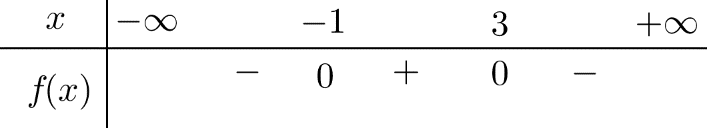 x −∞ −1 3 +∞
f(x) − 0 + 0 −